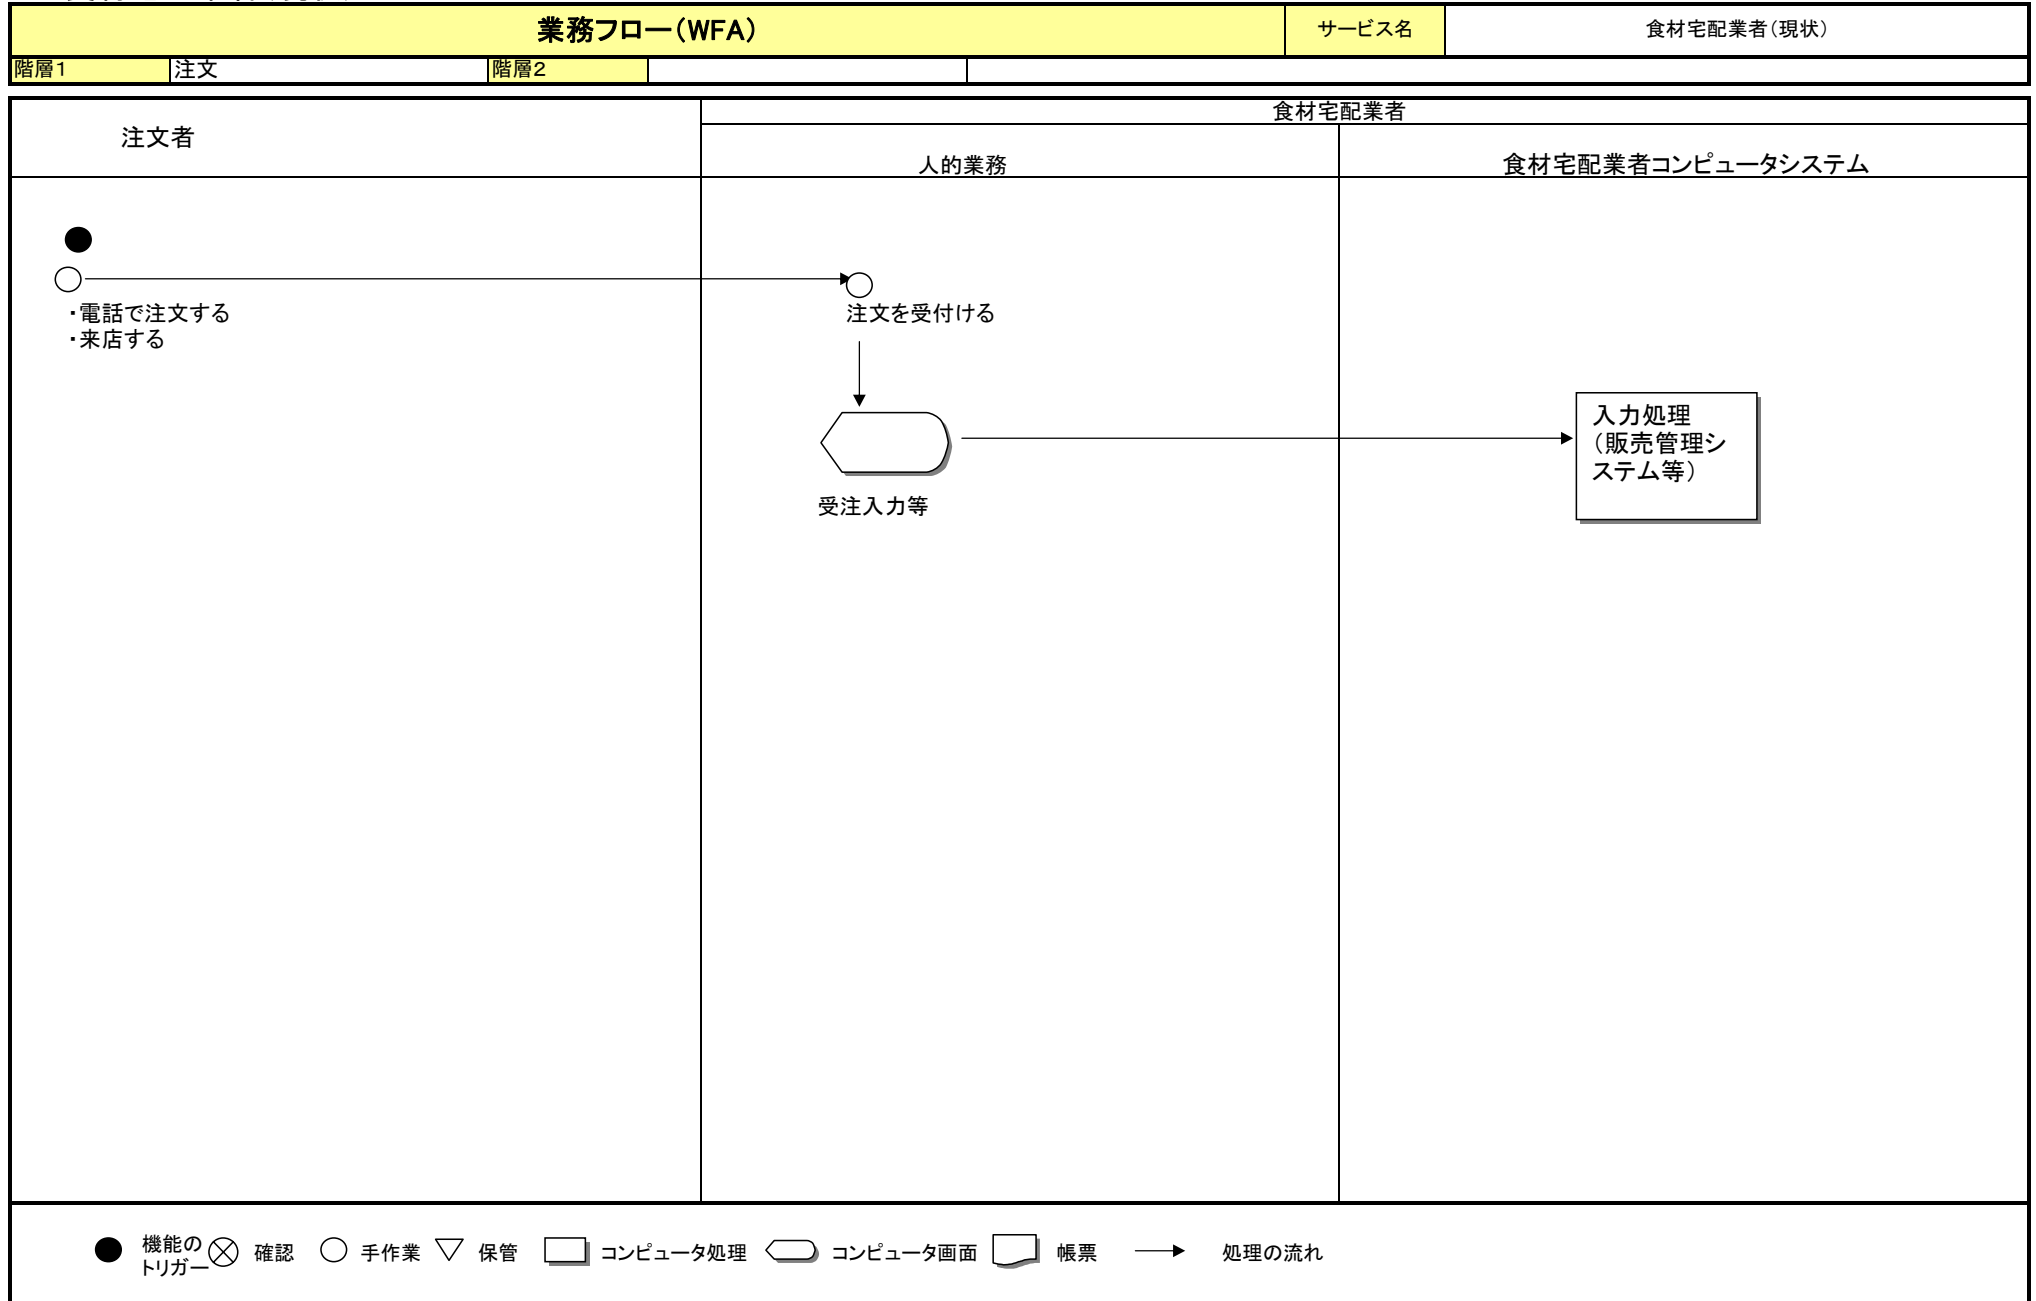 業務フロー（WFA）
サービス名
食材宅配業者（現状）
階層１
注文
階層２
注文者
食材宅配業者
人的業務
食材宅配業者コンピュータシステム
・電話で注文する
・来店する
注文を受付ける
受注入力等
入力処理
（販売管理シ
ステム等）
機能の
トリガー
確認
手作業
保管
コンピュータ処理
コンピュータ画面
帳票
処理の流れ